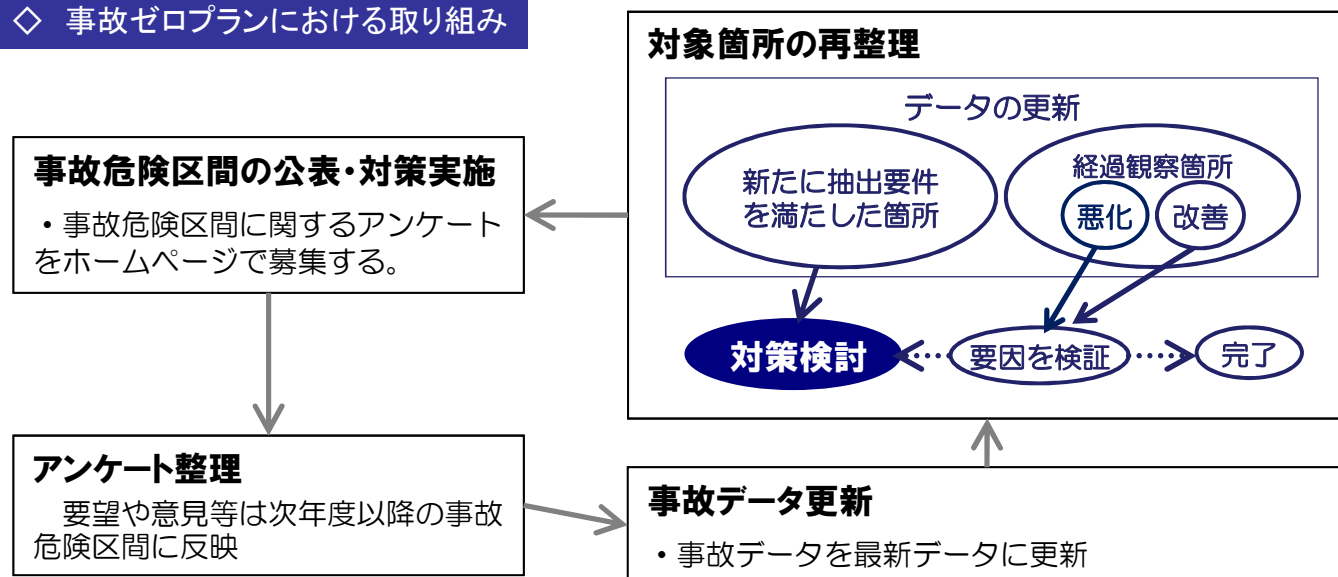 ◇ 事故ゼロプランにおける取り組み
対象箇所の再整理
データの更新
新たに抽出要件
を満たした箇所
経過観察箇所
悪化
改善
対策検討
要因を検証
完了
事故危険区間の公表・対策実施
・事故危険区間に関するアンケート
をホームページで募集する。
アンケート整理
要望や意見等は次年度以降の事故
危険区間に反映
事故データ更新
・事故データを最新データに更新